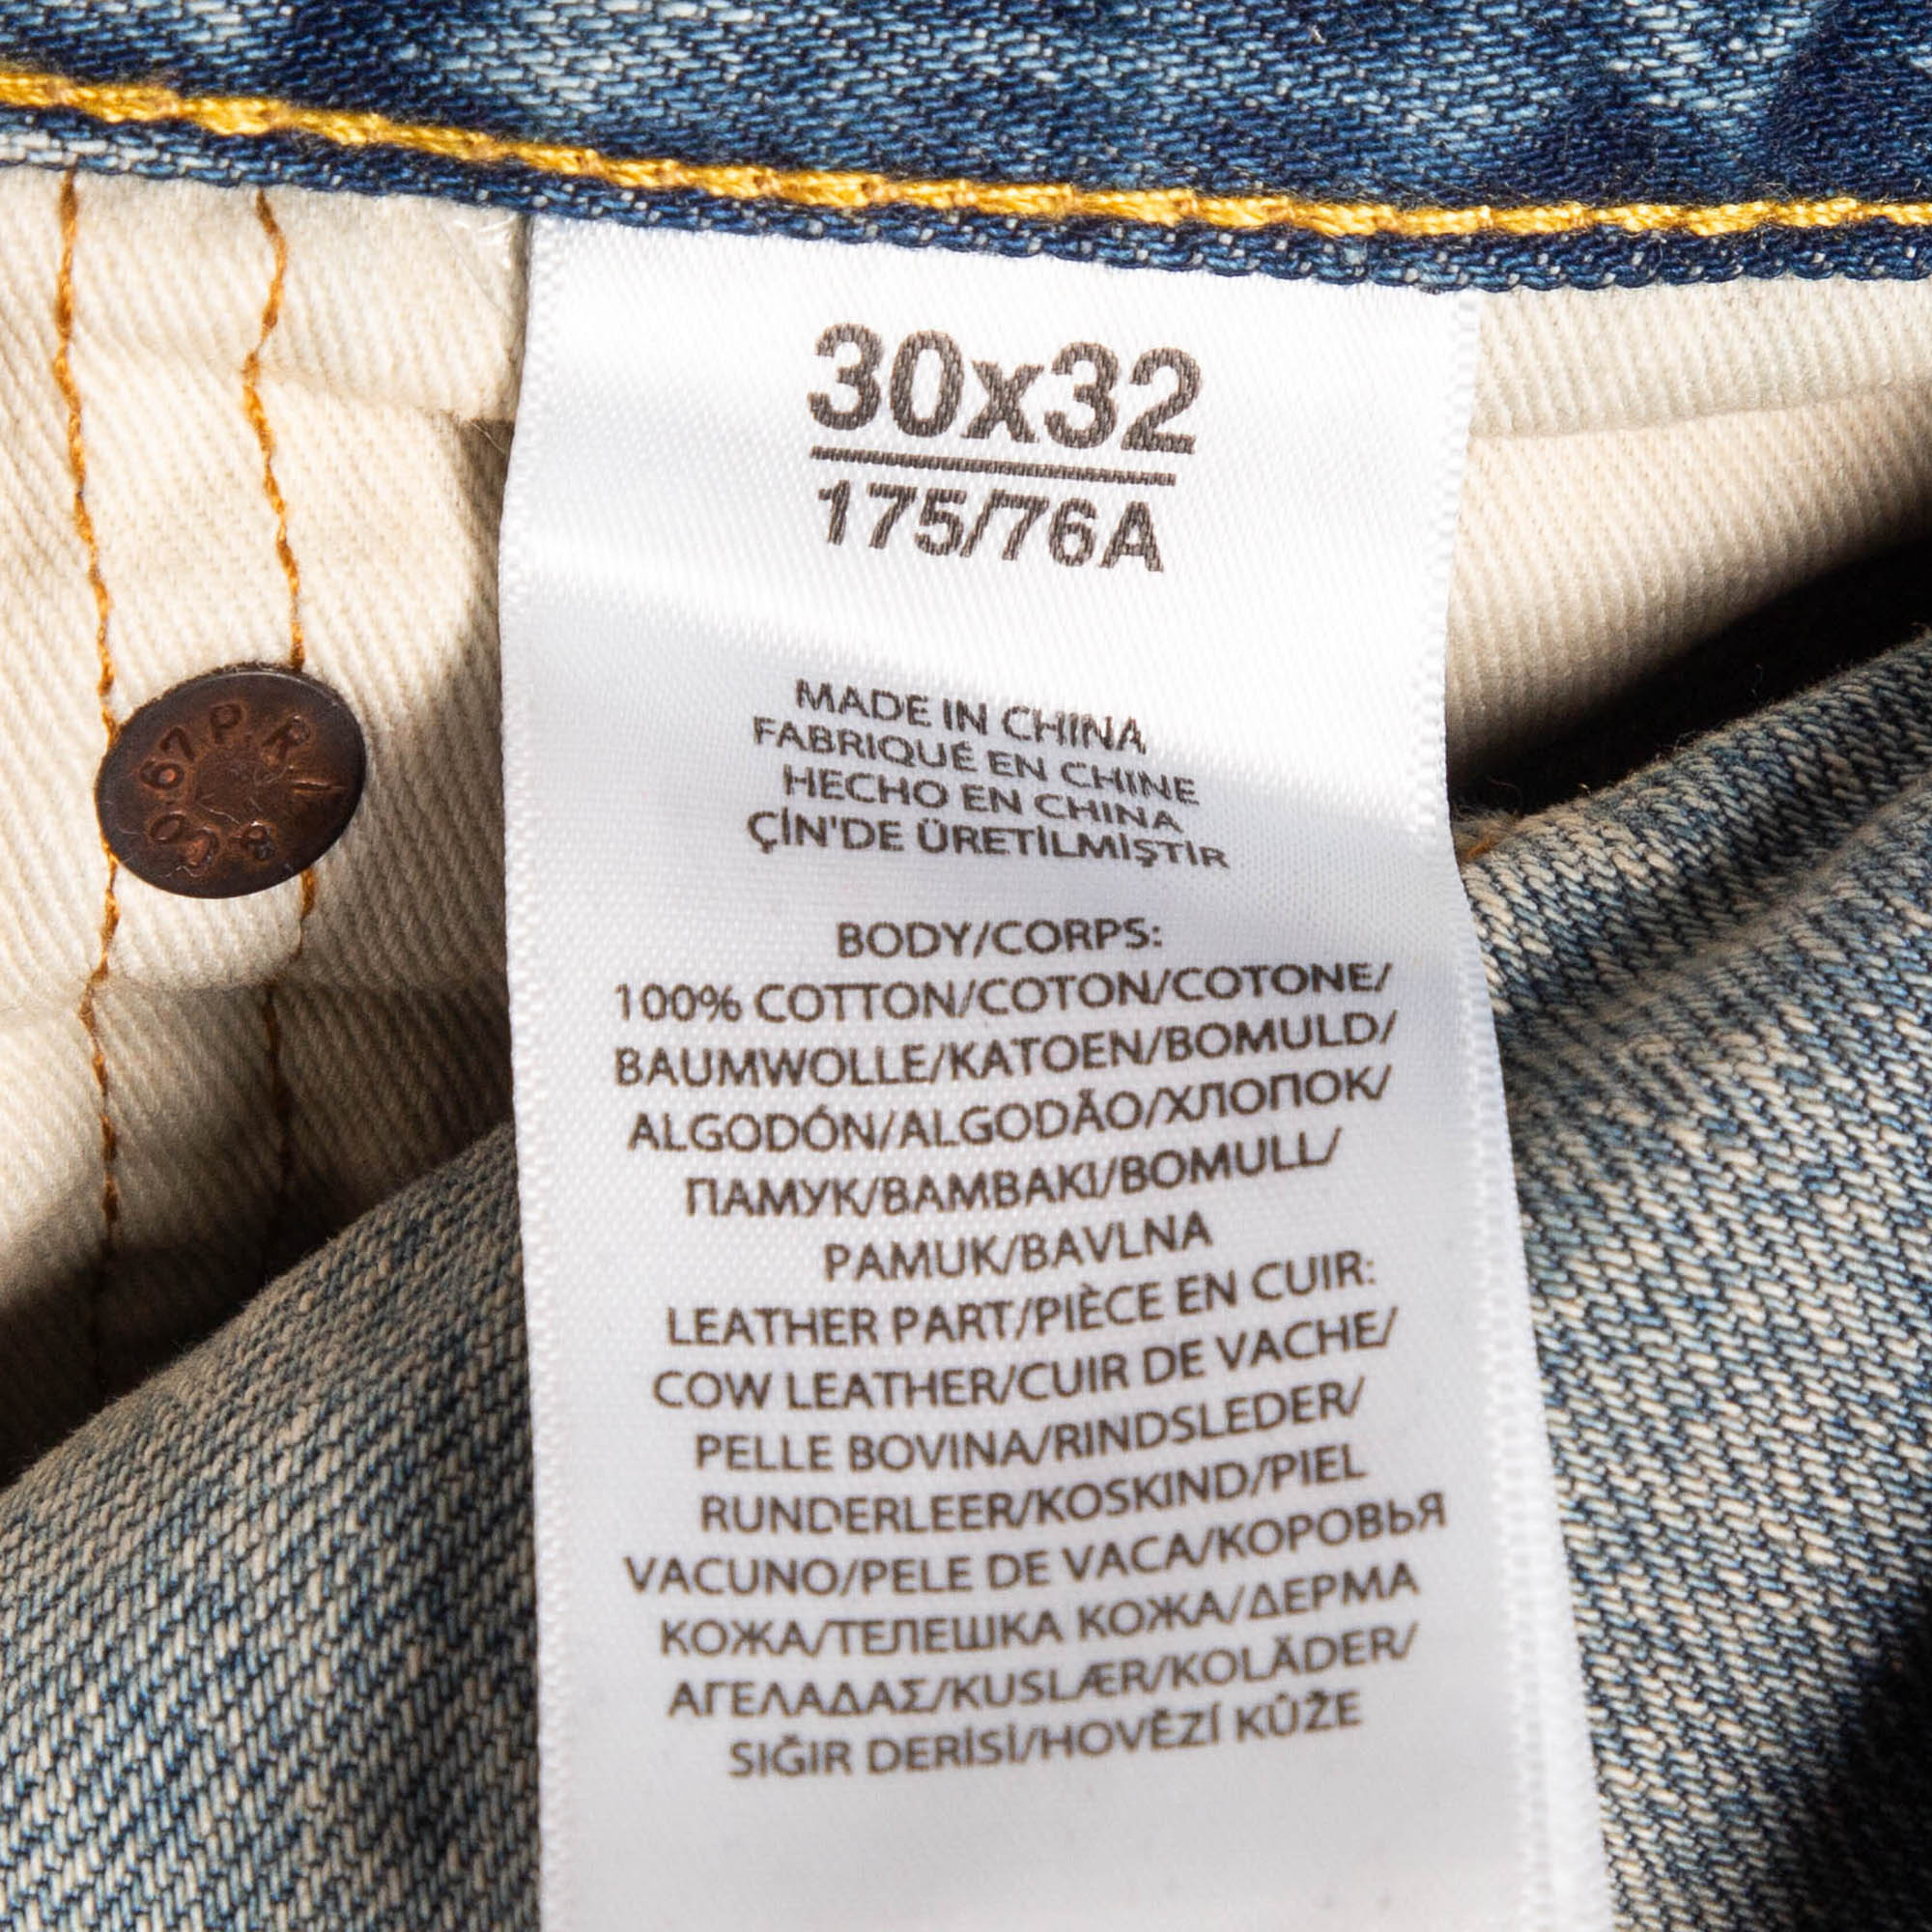 30x32
175/76A
MADE IN CHINA
FABRIQUÉ EN CHINE
HECHO EN CHINA
ÇİN'DE ÜRETİLMİŞTİR
BODY/CORPS:
100% COTTON/COTON/COTONE/
BAUMWOLLE/KATOEN/BOMULD/
ALGODÓN/ALGODÃO/ХЛОПОК/
ПАМУК/BAMBAKI/BOMULL/
PAMUK/BAVLNA
LEATHER PART/PIÈCE EN CUIR:
COW LEATHER/CUIR DE VACHE/
PELLE BOVINA/RINDSLEDER/
RUNDERLEER/KOSKIND/PIEL
VACUNO/PELE DE VACA/КОРОВЬЯ
КОЖА/ТЕЛЕШКА КОЖА/ΔΕΡΜΑ
ΑΓΕΛΑΔΑΣ/KUSLÆR/KOLÄDER/
SIĞIR DERİSİ/HOVĚZÍ KŮŽE
67 P.R.L